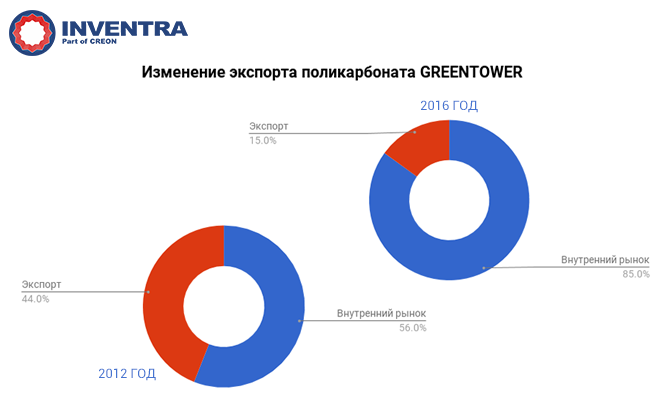 INVENTRA
Part of CREON
Изменение экспорта поликарбоната GREENTOWER
2016 ГОД
Экспорт
15.0%
Внутренний рынок
85.0%
Экспорт
44.0%
Внутренний рынок
56.0%
2012 ГОД